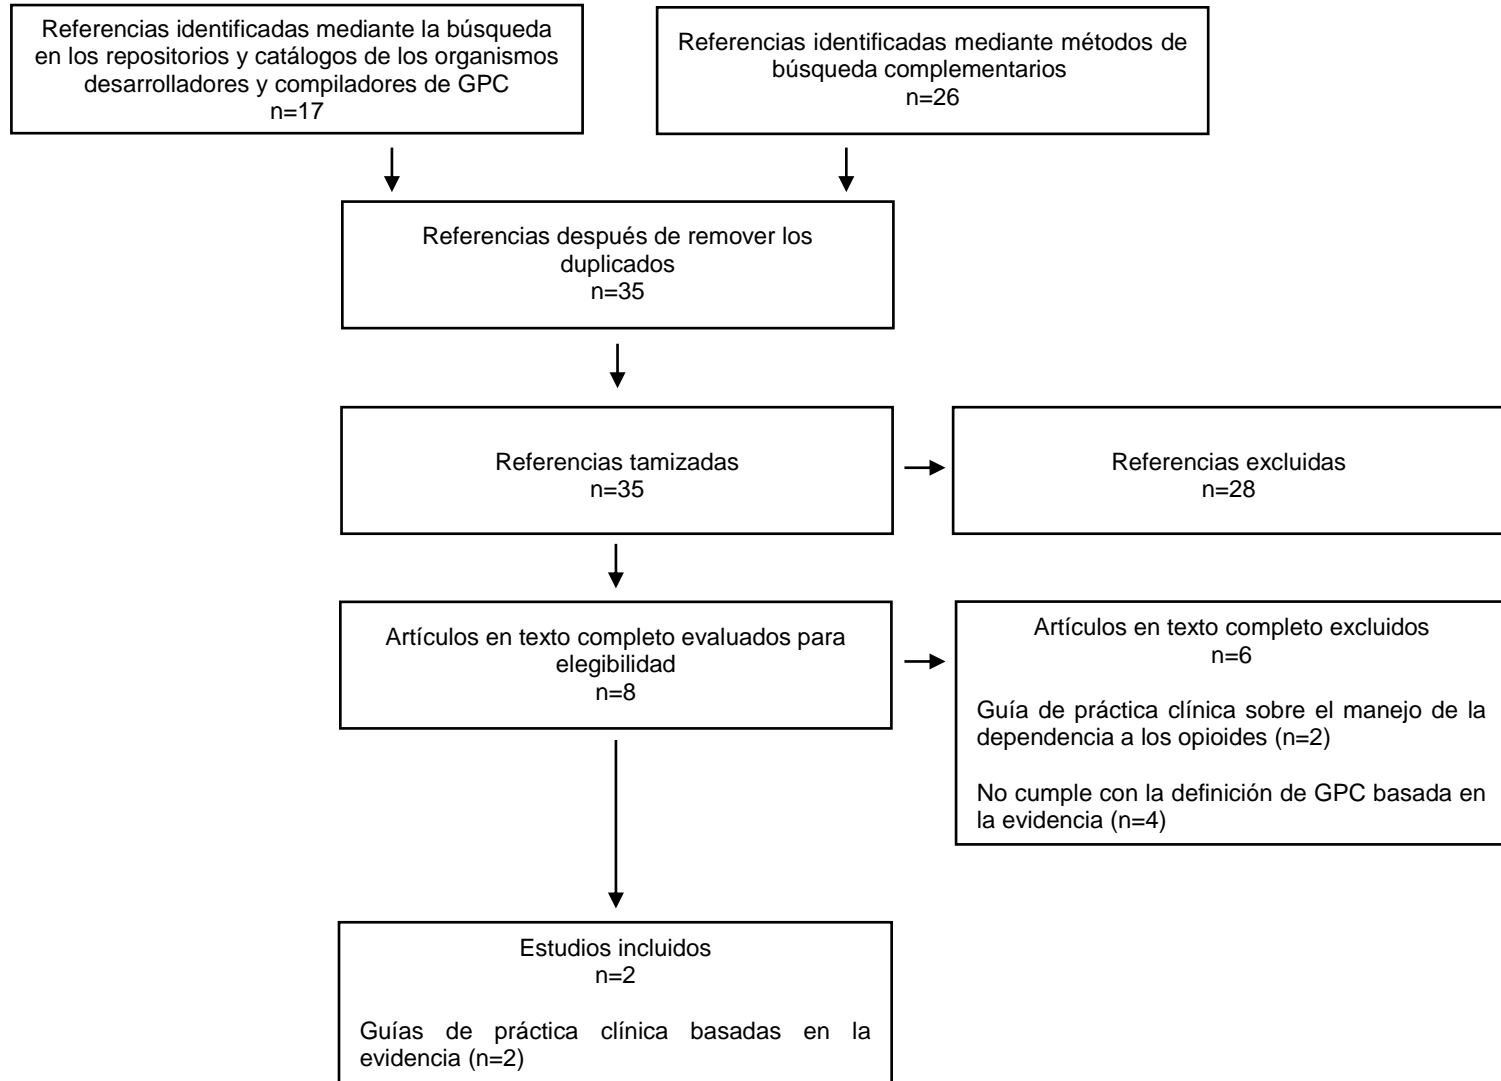 Referencias identificadas mediante la búsqueda
en los repositorios y catálogos de los organismos
desarrolladores y compiladores de GPC
n=17
Referencias identificadas mediante métodos de
búsqueda complementarios
n=26
Referencias después de remover los
duplicados
n=35
Referencias tamizadas
n=35
Referencias excluidas
n=28
Artículos en texto completo evaluados para
elegibilidad
n=8
Artículos en texto completo excluidos
n=6
Guía de práctica clínica sobre el manejo de la
dependencia a los opioides (n=2)
No cumple con la definición de GPC basada en
la evidencia (n=4)
Estudios incluidos
n=2
Guías de práctica clínica basadas en la
evidencia (n=2)